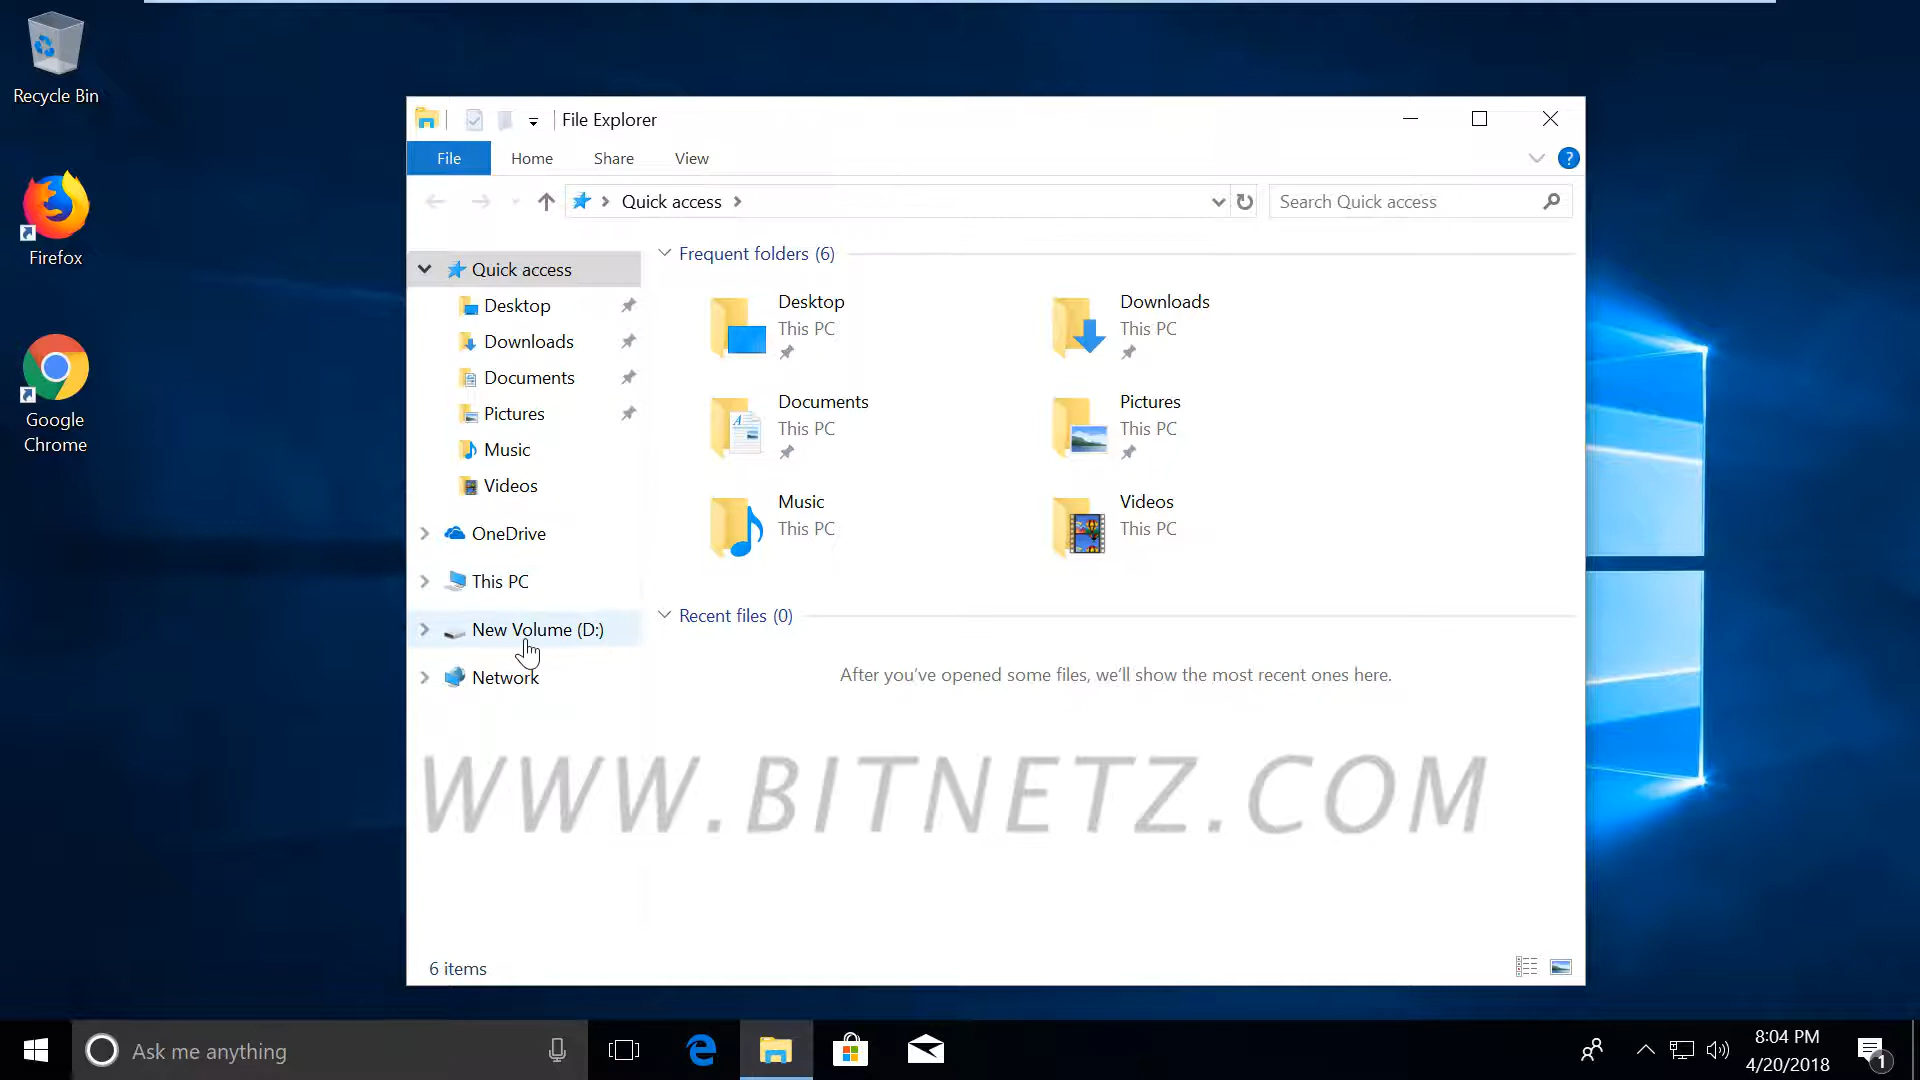 Recycle Bin
Firefox
Google
Chrome
File Explorer
File
Home
Share
View
?
Quick access
Search Quick access
Quick access
Desktop
Downloads
Documents
Pictures
Music
Videos
OneDrive
This PC
New Volume (D:)
Network
Frequent folders (6)
Desktop
This PC
Downloads
This PC
Documents
This PC
Pictures
This PC
Music
This PC
Videos
This PC
Recent files (0)
After you've opened some files, we'll show the most recent ones here.
WWW.BITNETZ.COM
6 items
Ask me anything
8:04 PM
4/20/2018
1